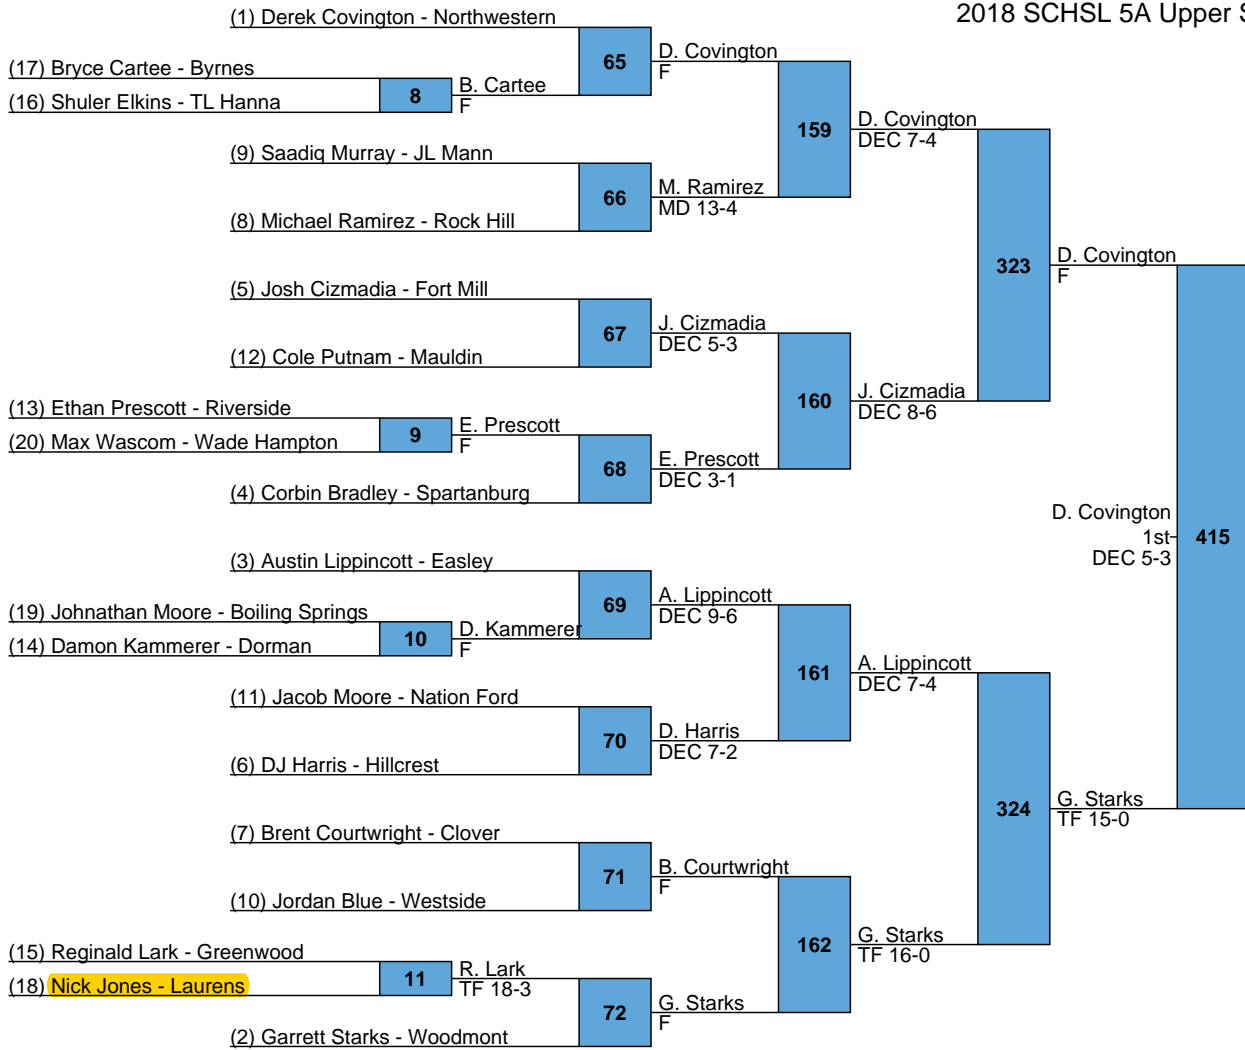 2018 SCHSL 5A Upper S
(1) Derek Covington - Northwestern
65
D. Covington
F
(17) Bryce Cartee - Byrnes
8
B. Cartee
F
(16) Shuler Elkins - TL Hanna
159
D. Covington
DEC 7-4
(9) Saadiq Murray - JL Mann
66
M. Ramirez
MD 13-4
(8) Michael Ramirez - Rock Hill
323
D. Covington
F
(5) Josh Cizmadia - Fort Mill
67
J. Cizmadia
DEC 5-3
(12) Cole Putnam - Mauldin
160
J. Cizmadia
DEC 8-6
(13) Ethan Prescott - Riverside
9
E. Prescott
F
(20) Max Wascom - Wade Hampton
68
E. Prescott
DEC 3-1
(4) Corbin Bradley - Spartanburg
D. Covington
1st
DEC 5-3
415
(3) Austin Lippincott - Easley
69
A. Lippincott
DEC 9-6
(19) Johnathan Moore - Boiling Springs
10
D. Kammerer
F
(14) Damon Kammerer - Dorman
161
A. Lippincott
DEC 7-4
(11) Jacob Moore - Nation Ford
70
D. Harris
DEC 7-2
(6) DJ Harris - Hillcrest
324
G. Starks
TF 15-0
(7) Brent Courtwright - Clover
71
B. Courtwright
F
(10) Jordan Blue - Westside
162
G. Starks
TF 16-0
(15) Reginald Lark - Greenwood
11
R. Lark
TF 18-3
(18) Nick Jones - Laurens
72
G. Starks
F
(2) Garrett Starks - Woodmont